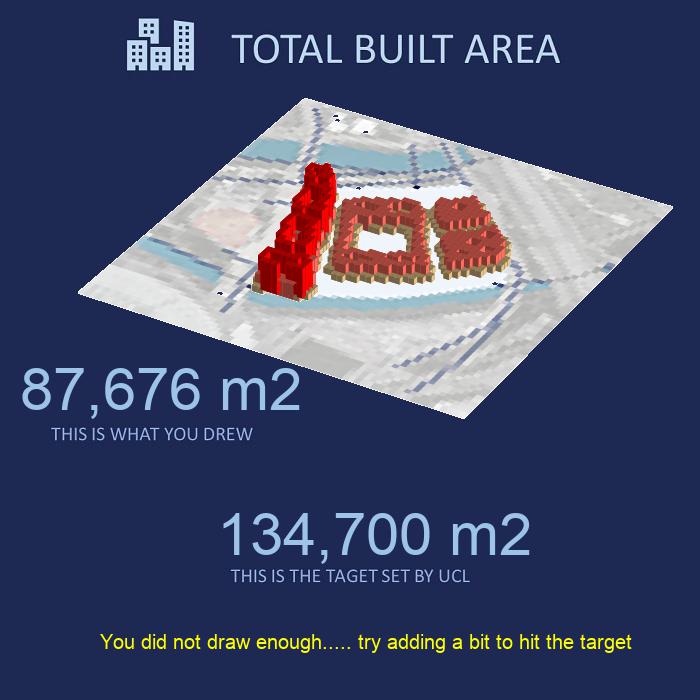 TOTAL BUILT AREA
87,676 m2
THIS IS WHAT YOU DREW
134,700 m2
THIS IS THE TAGET SET BY UCL
You did not draw enough..... try adding a bit to hit the target